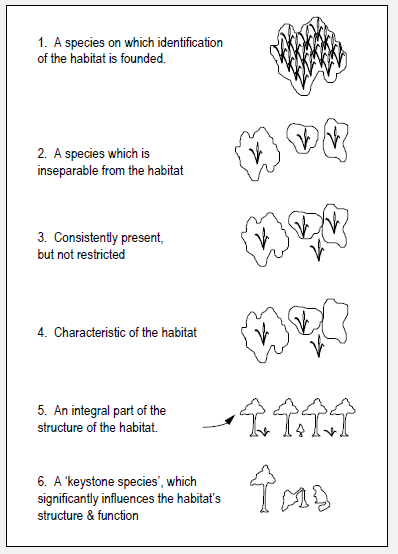 1. A species on which identification
of the habitat is founded.
2. A species which is
inseparable from the habitat
3. Consistently present,
but not restricted
4. Characteristic of the habitat
5. An integral part of the
structure of the habitat.
6. A ‘keystone species’, which
significantly influences the habitat’s
structure & function